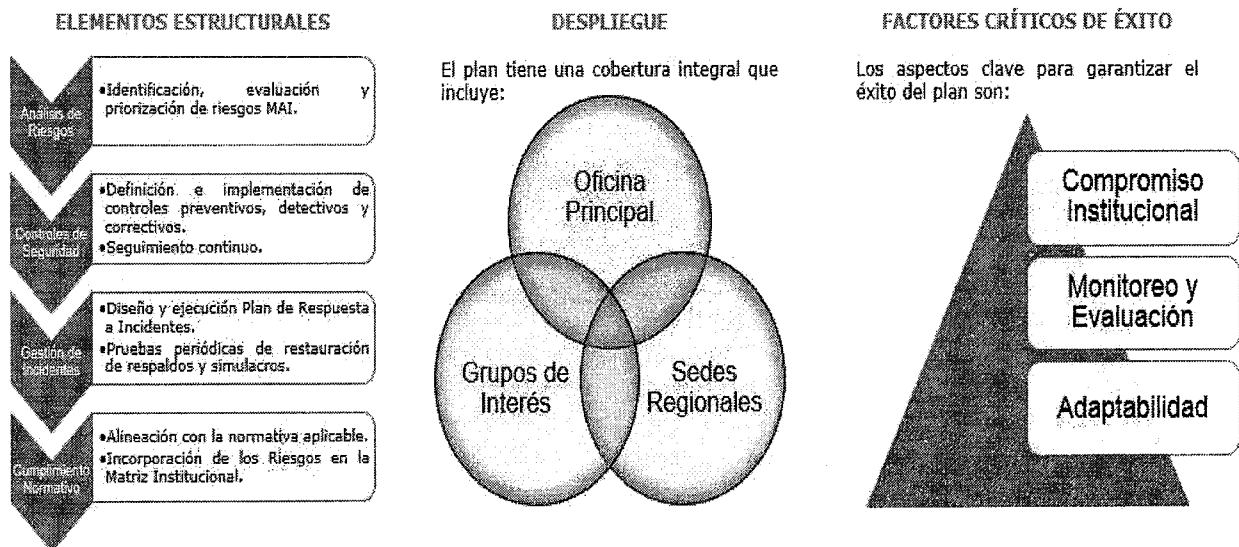 ELEMENTOS ESTRUCTURALES
Análisis de
Riesgos
•Identificación, evaluación y
priorización de riesgos MAI.
Controles de
Seguridad
•Definición e implementación de
controles preventivos, detectivos y
correctivos.
•Seguimiento continuo.
Gestión de
Incidentes
•Diseño y ejecución Plan de Respuesta
a Incidentes.
•Pruebas periódicas de restauración
de respaldos y simulacros.
Cumplimiento
Normativo
•Alineación con la normativa aplicable.
•Incorporación de los Riesgos en la
Matriz Institucional.
DESPLIEGUE
El plan tiene una cobertura integral que
incluye:
Oficina
Principal
Grupos de
Interés
Sedes
Regionales
FACTORES CRÍTICOS DE ÉXITO
Los aspectos clave para garantizar el
éxito del plan son:
Compromiso
Institucional
Monitoreo y
Evaluación
Adaptabilidad